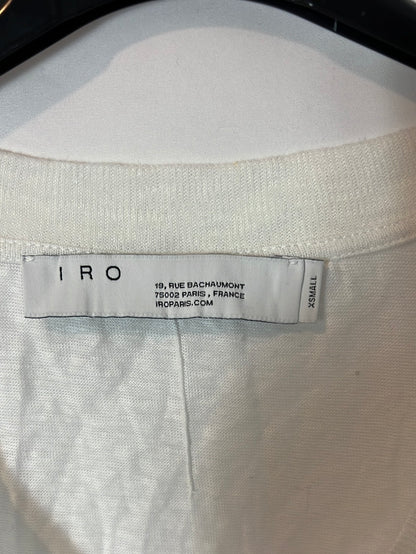 IRO
19, RUE BACHAUMONT
75002 PARIS, FRANCE
IROPARIS.COM
XSMALL